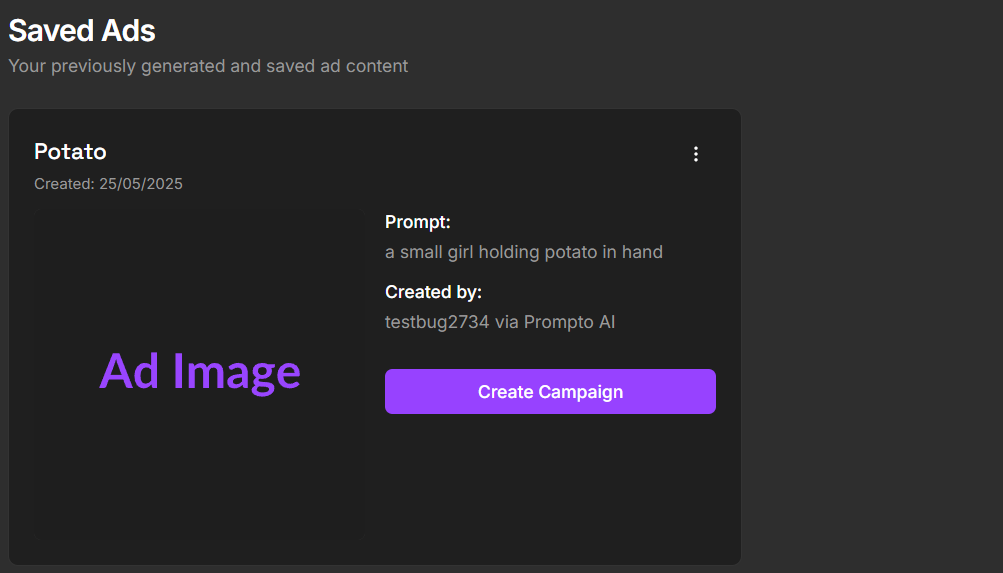 Saved Ads
Your previously generated and saved ad content
Potato
Created: 25/05/2025
Prompt:
a small girl holding potato in hand
Created by:
testbug2734 via Prompto AI
Ad Image
Create Campaign